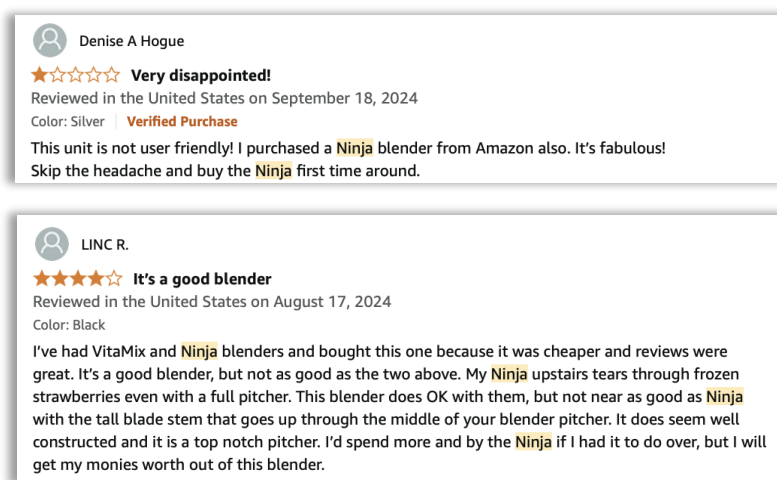 Denise A Hogue
Very disappointed!
Reviewed in the United States on September 18, 2024
Color: Silver Verified Purchase
This unit is not user friendly! I purchased a Ninja blender from Amazon also. It's fabulous!
Skip the headache and buy the Ninja first time around.
LINC R.
It's a good blender
Reviewed in the United States on August 17, 2024
Color: Black
I've had VitaMix and Ninja blenders and bought this one because it was cheaper and reviews were
great. It's a good blender, but not as good as the two above. My Ninja upstairs tears through frozen
strawberries even with a full pitcher. This blender does OK with them, but not near as good as Ninja
with the tall blade stem that goes up through the middle of your blender pitcher. It does seem well
constructed and it is a top notch pitcher. I'd spend more and by the Ninja if I had it to do over, but I will
get my monies worth out of this blender.